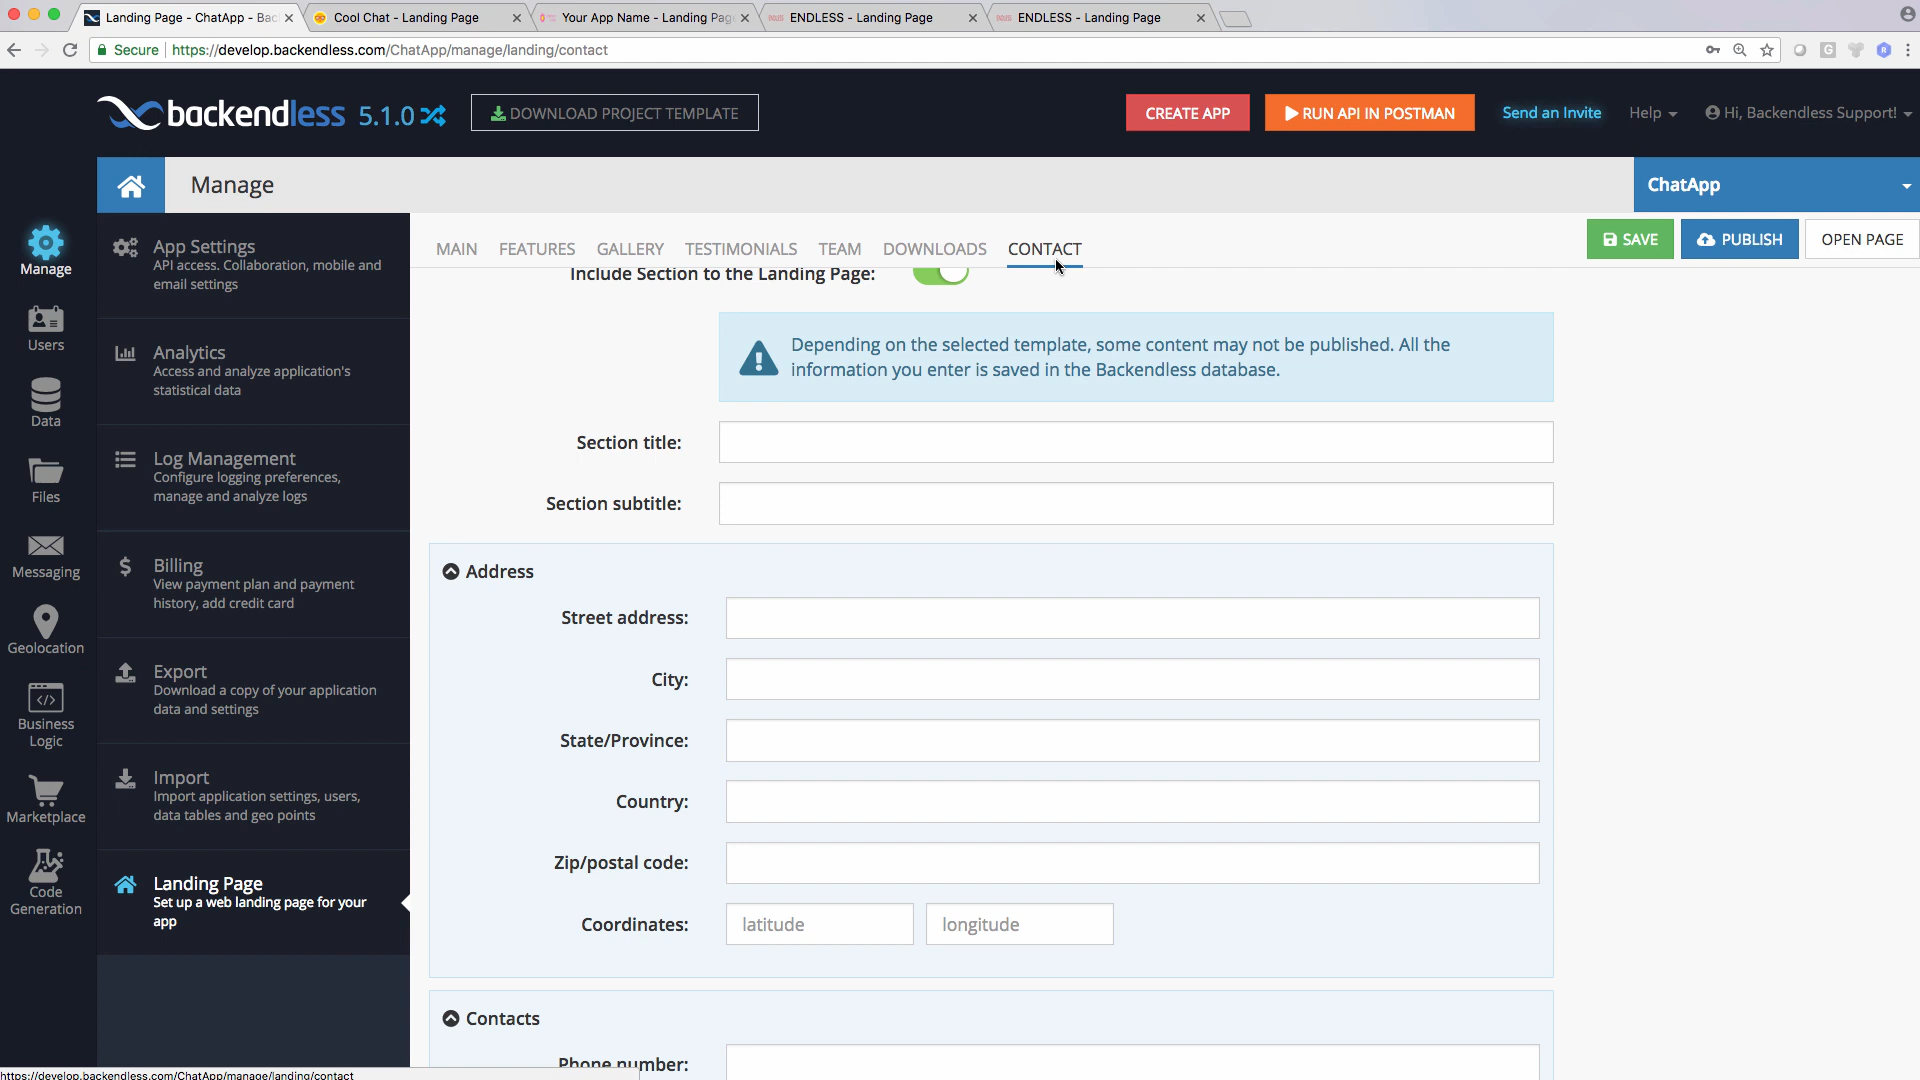 Landing Page - ChatApp - Bac
Cool Chat - Landing Page
Your App Name - Landing Page
ENDLESS - Landing Page
ENDLESS - Landing Page
Secure
https://develop.backendless.com/ChatApp/manage/landing/contact
backendless 5.1.0
DOWNLOAD PROJECT TEMPLATE
CREATE APP
RUN API IN POSTMAN
Send an Invite
Help
Hi, Backendless Support!
Manage
ChatApp
Manage
Users
Data
Files
Messaging
Geolocation
Business
Logic
Marketplace
Code
Generation
App Settings
API access. Collaboration, mobile and
email settings
Analytics
Access and analyze application's
statistical data
Log Management
Configure logging preferences,
manage and analyze logs
Billing
View payment plan and payment
history, add credit card
Export
Download a copy of your application
data and settings
Import
Import application settings, users,
data tables and geo points
Landing Page
Set up a web landing page for your
app
MAIN
FEATURES
GALLERY
TESTIMONIALS
TEAM
DOWNLOADS
CONTACT
SAVE
PUBLISH
OPEN PAGE
Include Section to the Landing Page:
Depending on the selected template, some content may not be published. All the
information you enter is saved in the Backendless database.
Section title:
Section subtitle:
Address
Street address:
City:
State/Province:
Country:
Zip/postal code:
Coordinates:
latitude
longitude
Contacts
Phone number:
https://develop.backendless.com/ChatApp/manage/landing/contact